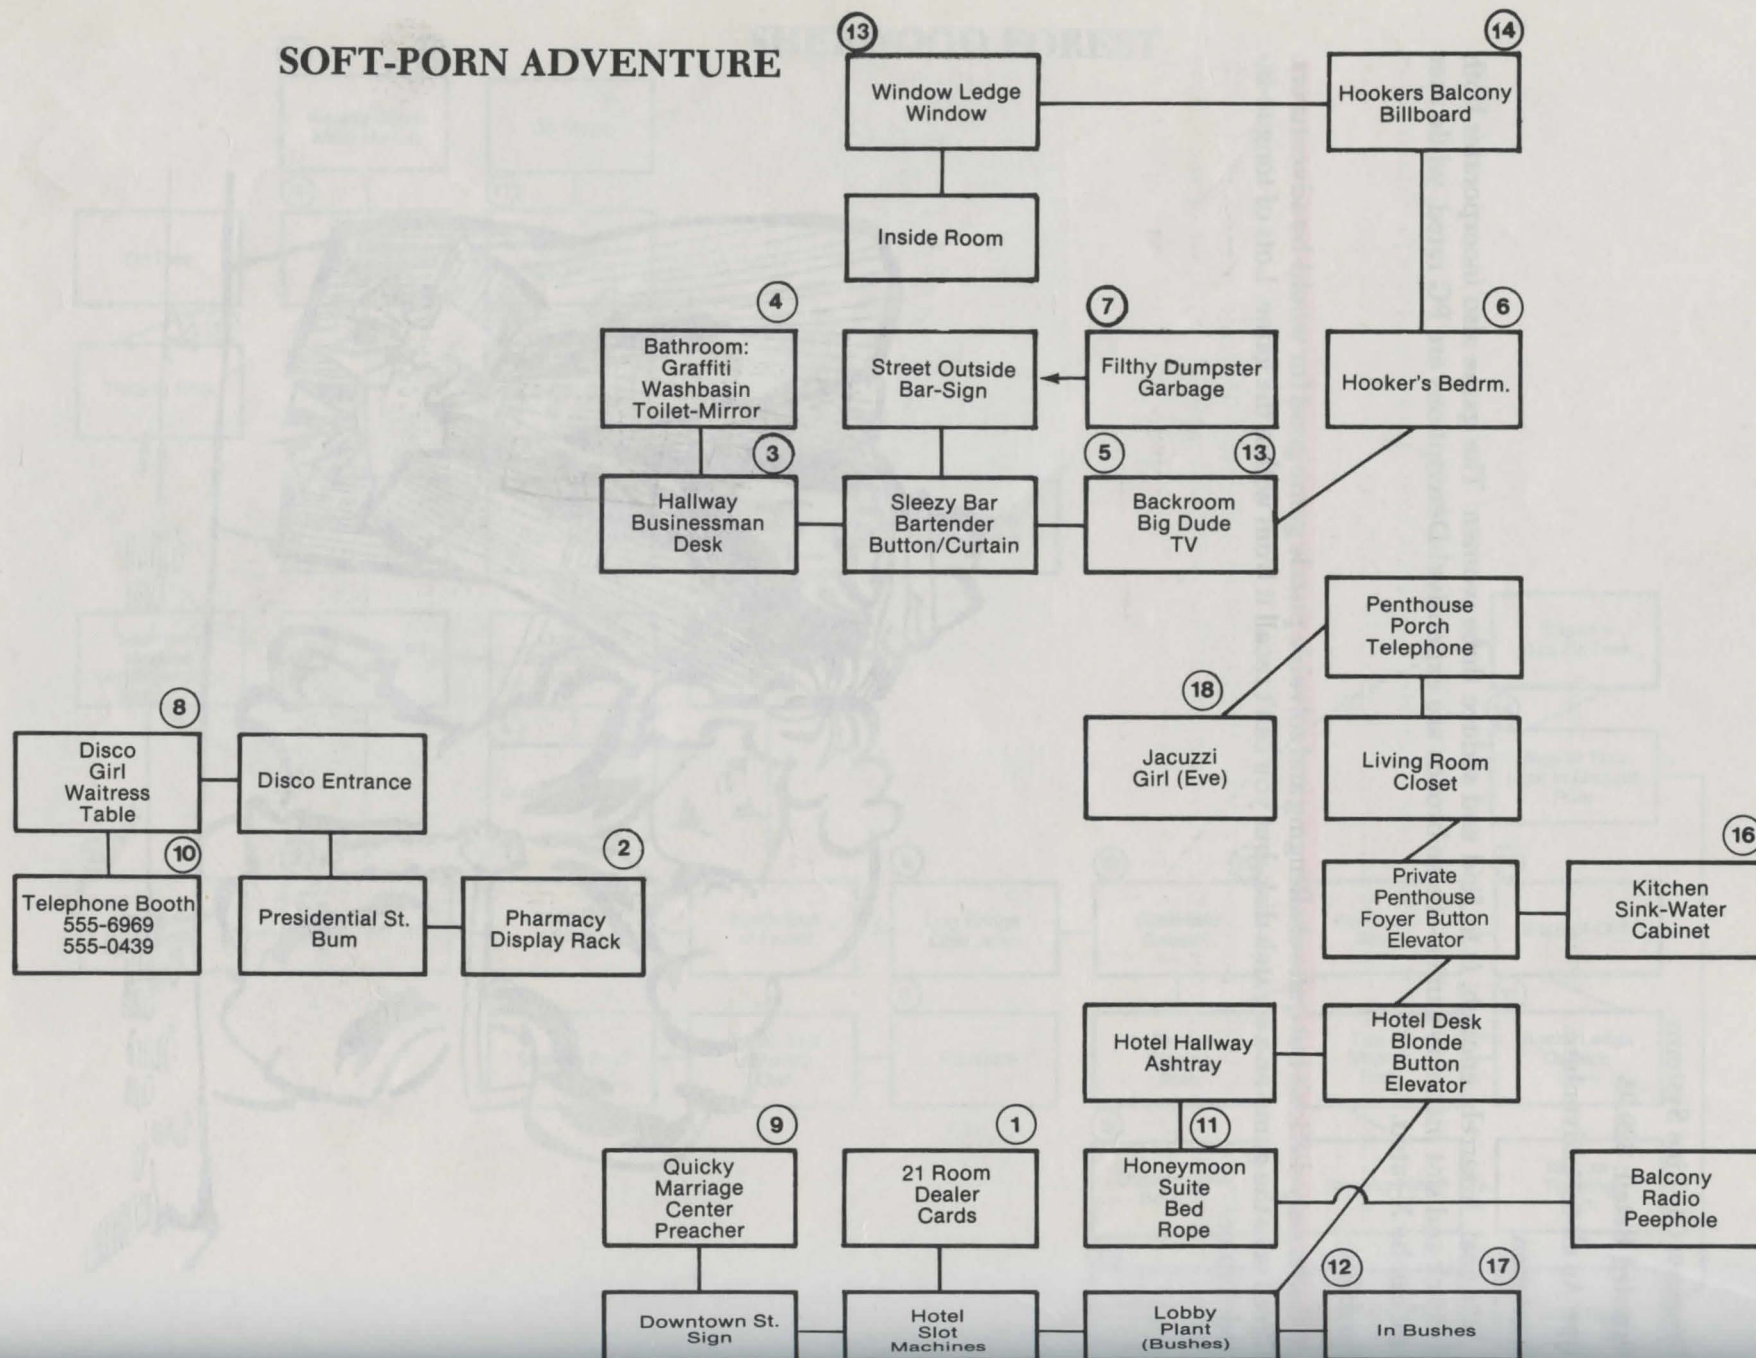 SOFT-PORN ADVENTURE
13
Window Ledge
Window
14
Hookers Balcony
Billboard
Inside Room
4
Bathroom:
Graffiti
Washbasin
Toilet-Mirror
Street Outside
Bar-Sign
7
Filthy Dumpster
Garbage
6
Hooker's Bedrm.
3
Hallway
Businessman
Desk
Sleezy Bar
Bartender
Button/Curtain
5
13
Backroom
Big Dude
TV
Penthouse
Porch
Telephone
8
Disco
Girl
Waitress
Table
Disco Entrance
18
Jacuzzi
Girl (Eve)
Living Room
Closet
10
Telephone Booth
555-6969
555-0439
Presidential St.
Bum
2
Pharmacy
Display Rack
Private
Penthouse
Foyer Button
Elevator
16
Kitchen
Sink-Water
Cabinet
Hotel Hallway
Ashtray
Hotel Desk
Blonde
Button
Elevator
9
Quicky
Marriage
Center
Preacher
1
21 Room
Dealer
Cards
11
Honeymoon
Suite
Bed
Rope
Balcony
Radio
Peephole
Downtown St.
Sign
Hotel
Slot
Machines
Lobby
Plant
(Bushes)
12
17
In Bushes